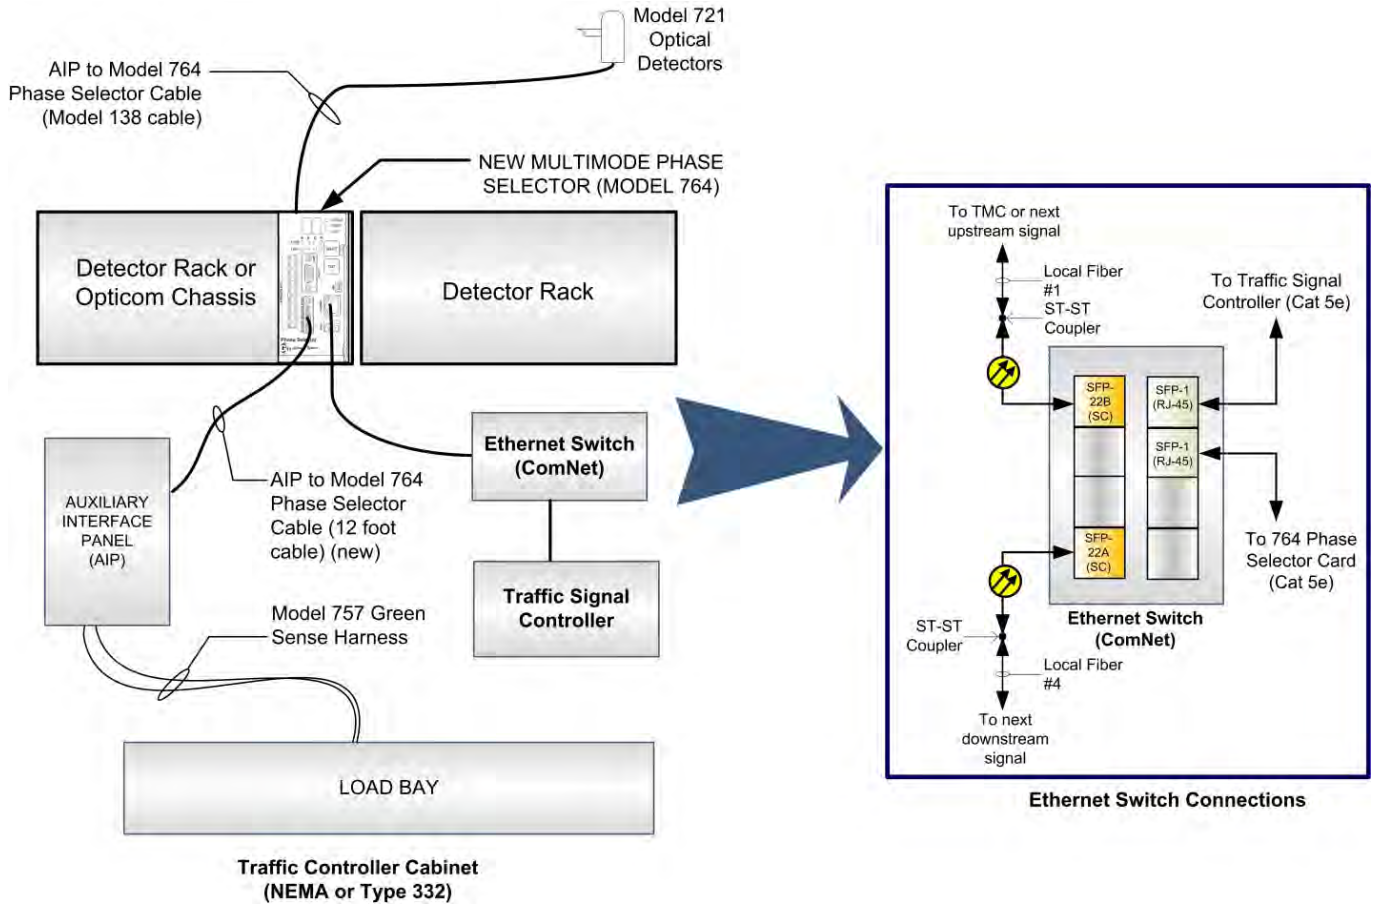 Model 721
Optical
Detectors
AIP to Model 764
Phase Selector Cable
(Model 138 cable)
NEW MULTIMODE PHASE
SELECTOR (MODEL 764)
Detector Rack or
Opticom Chassis
Phase Selector
Detector Rack
Ethernet Switch
(ComNet)
AUXILIARY
INTERFACE
PANEL
(AIP)
AIP to Model 764
Phase Selector
Cable (12 foot
cable) (new)
Traffic Signal
Controller
Model 757 Green
Sense Harness
LOAD BAY
Traffic Controller Cabinet
(NEMA or Type 332)
To TMC or next
upstream signal
Local Fiber
#1
ST-ST
Coupler
To Traffic Signal
Controller (Cat 5e)
SFP-
22B
(SC)
SFP-1
(RJ-45)
SFP-1
(RJ-45)
SFP-
22A
(SC)
To 764 Phase
Selector Card
(Cat 5e)
Ethernet Switch
(ComNet)
ST-ST
Coupler
Local Fiber
#4
To next
downstream
signal
Ethernet Switch Connections